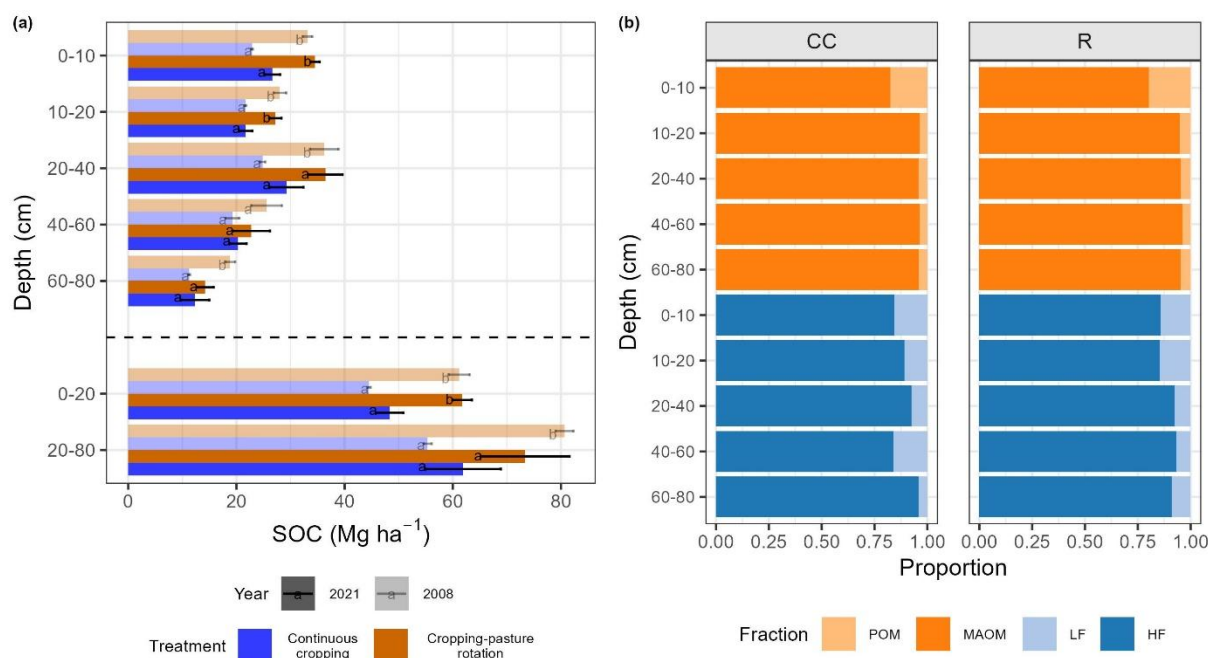 (a)
Depth (cm)
0-10
b
a
b
a
10-20
b
a
b
a
20-40
b
a
a
a
40-60
a
a
a
a
60-80
b
a
a
a
0-20
b
a
b
a
20-80
b
a
a
a
0 20 40 60 80
SOC (Mg ha⁻¹)
Year a 2021 a 2008
Treatment Continuous cropping Cropping-pasture rotation
(b)
CC R
Depth (cm)
0-10
10-20
20-40
40-60
60-80
0-10
10-20
20-40
40-60
60-80
0.00 0.25 0.50 0.75 1.00 0.00 0.25 0.50 0.75 1.00
Proportion
Fraction POM MAOM LF HF